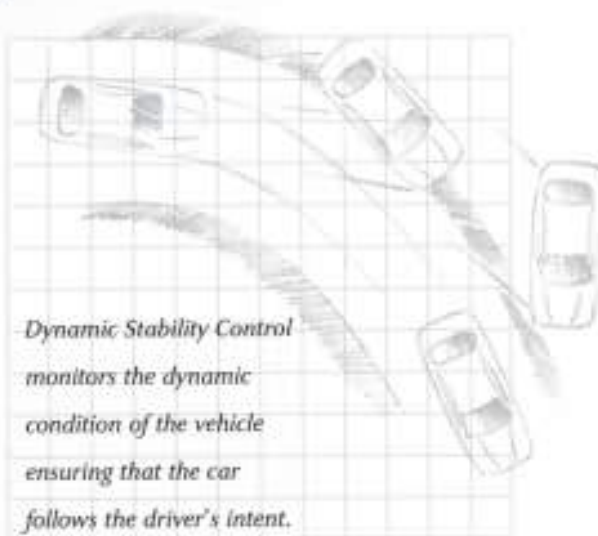 Dynamic Stability Control
monitors the dynamic
condition of the vehicle
ensuring that the car
follows the driver's intent.